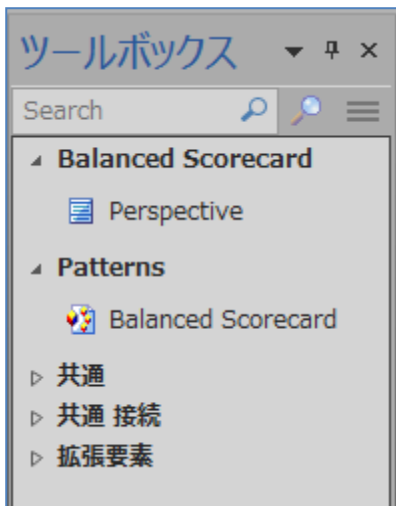 ツールボックス
Search
Balanced Scorecard
Perspective
Patterns
Balanced Scorecard
共通
共通 接続
拡張要素